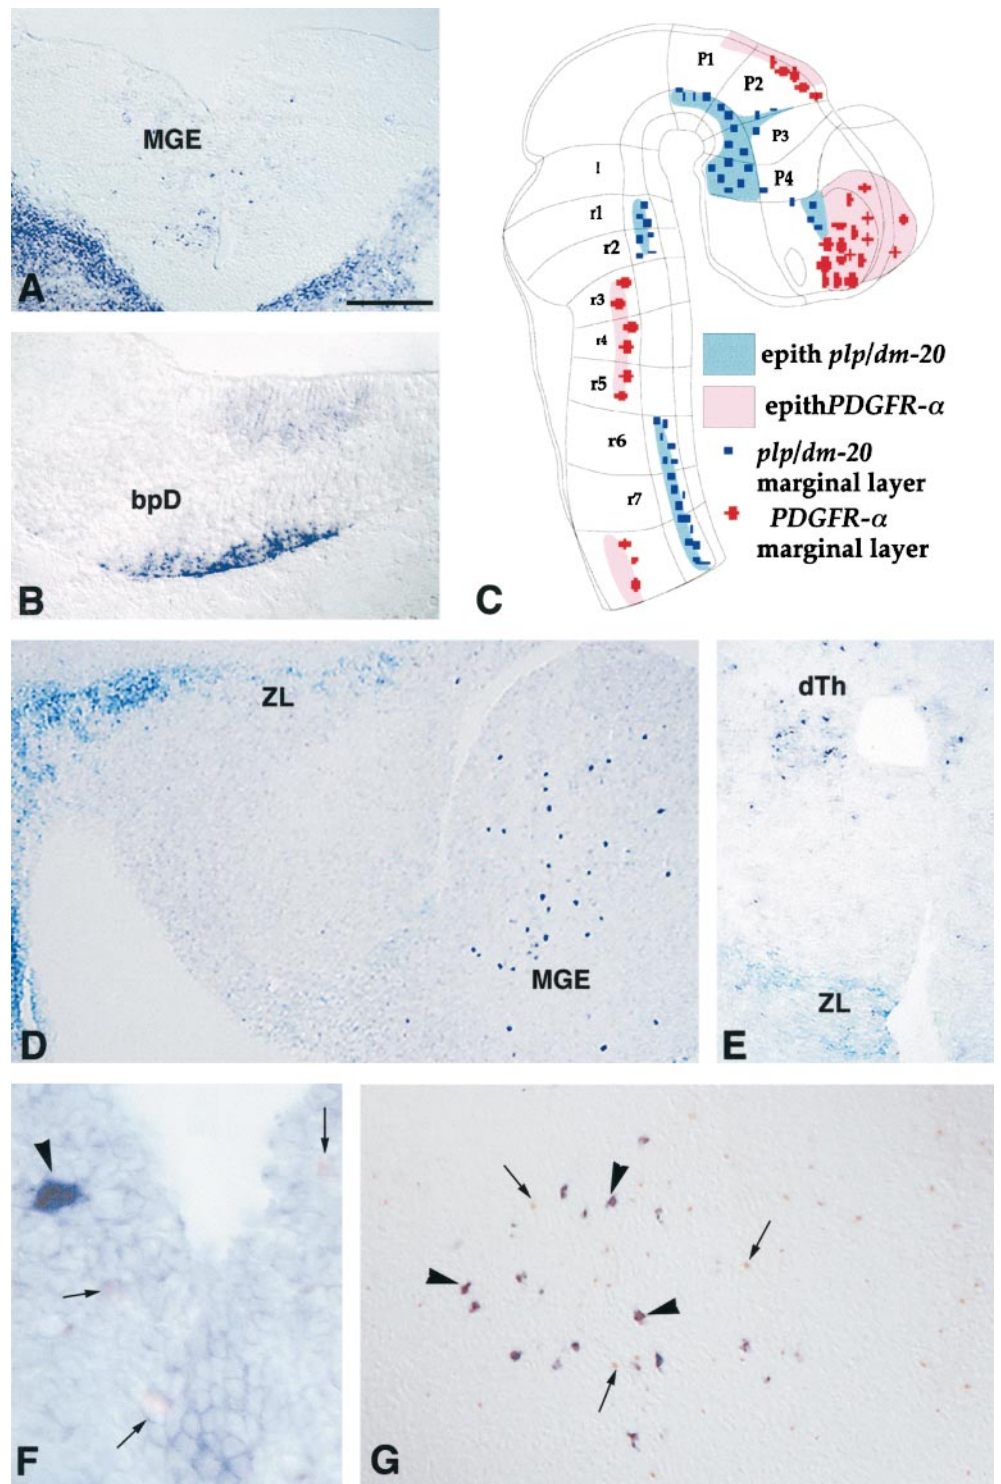 MGE
A
bpD
B
P1
P2
P3
P4
I
r1
r2
r3
r4
r5
r6
r7
epith plp/dm-20
epithPDGFR-α
plp/dm-20
marginal layer
PDGFR-α
marginal layer
C
ZL
MGE
D
dTh
ZL
E
F
G